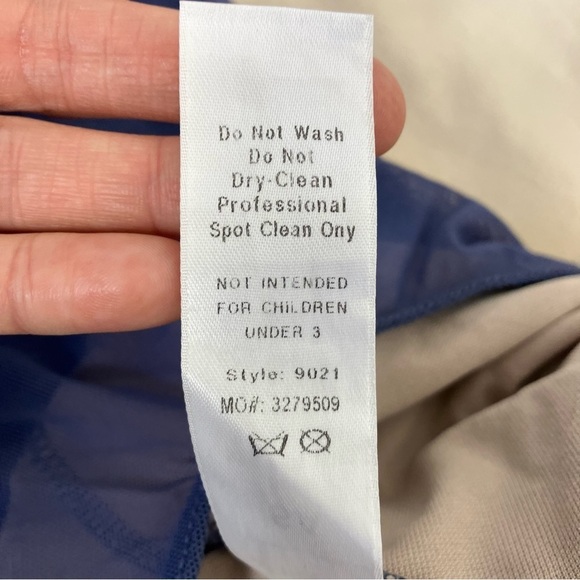 Do Not Wash
Do Not
Dry-Clean
Professional
Spot Clean Ony
NOT INTENDED
FOR CHILDREN
UNDER 3
Style: 9021
MO#: 3279509